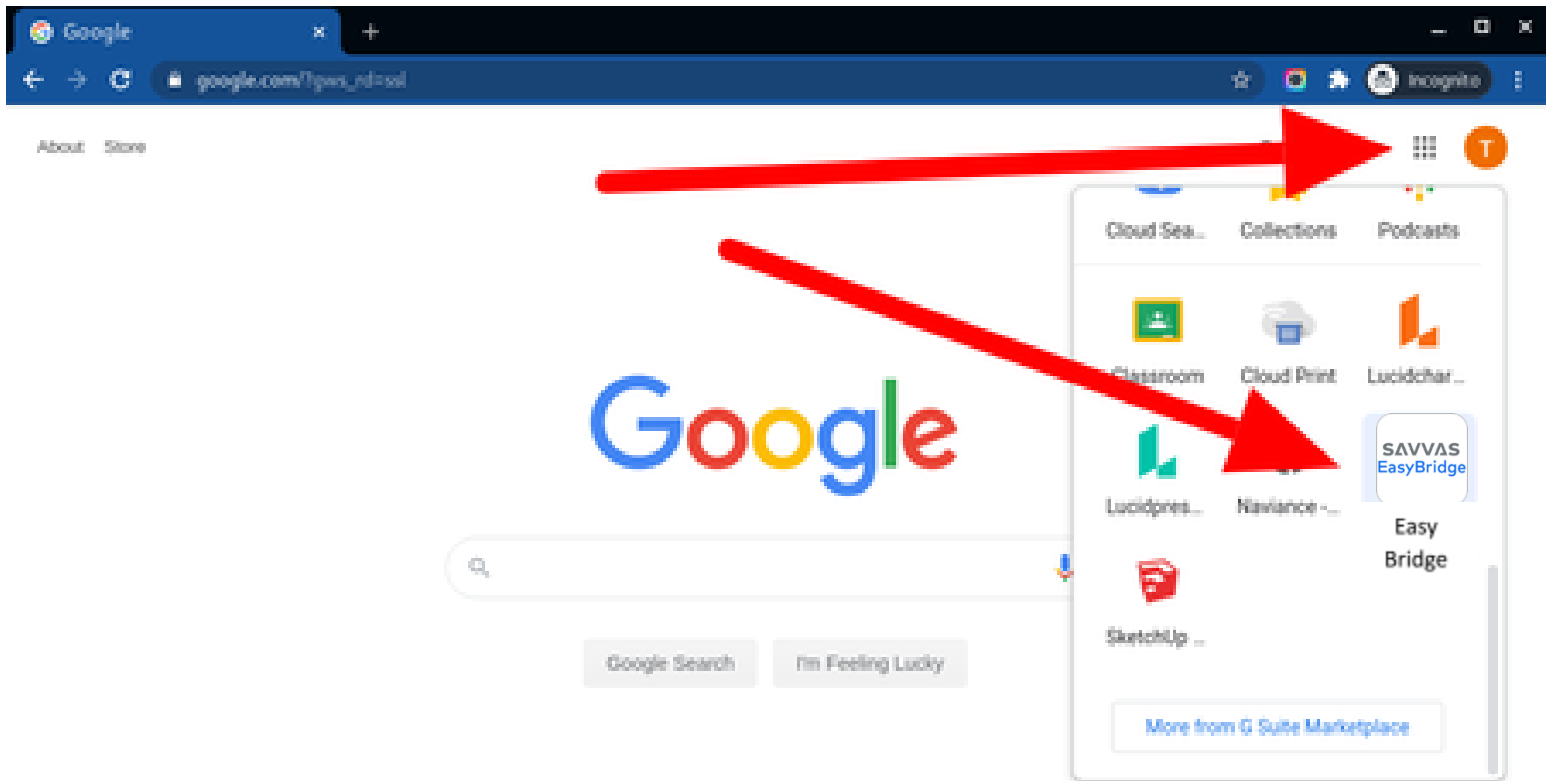 Google
google.com/?pws_rd=ssl
Incognito
About Store
T
Cloud Sea... Collections Podcasts
Classroom Cloud Print Lucidchar...
SAVVAS
EasyBridge
Lucidpres... Naviance -...
Easy
Bridge
Google
SketchUp ...
Google Search I'm Feeling Lucky
More from G Suite Marketplace